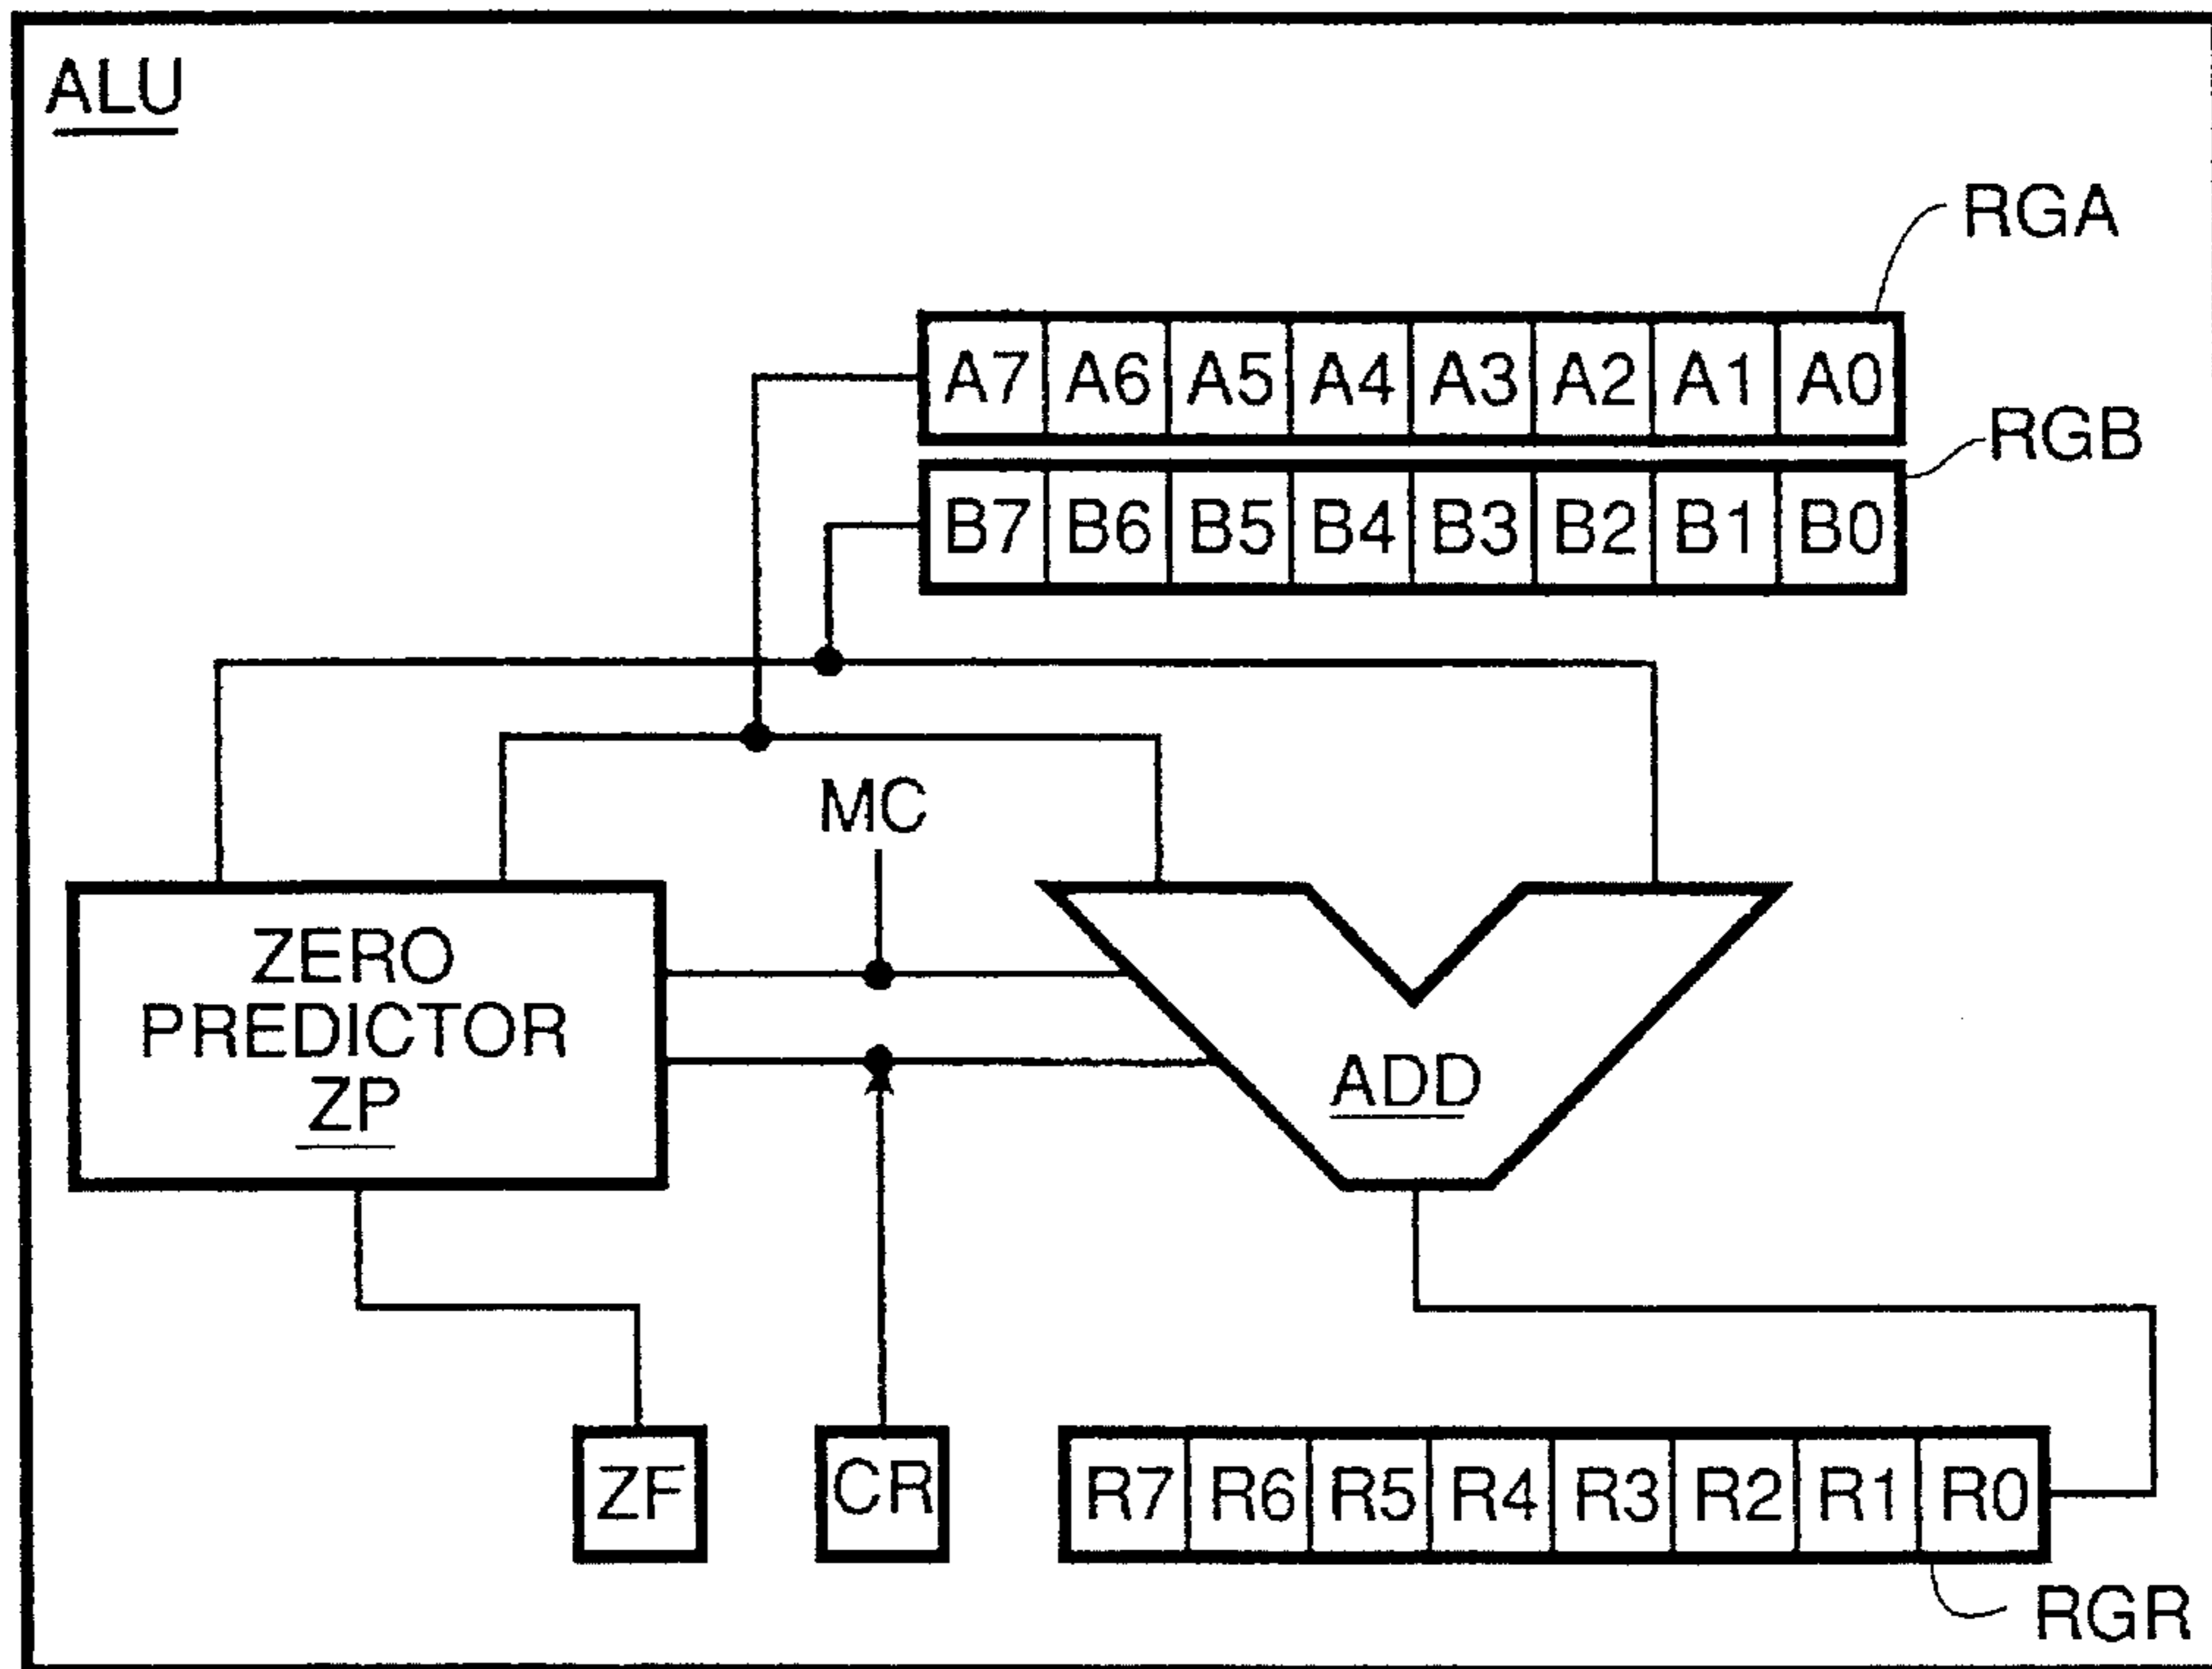 ALU
RGA
A7 A6 A5 A4 A3 A2 A1 A0
RGB
B7 B6 B5 B4 B3 B2 B1 B0
MC
ZERO
PREDICTOR
ZP
ADD
ZF
CR
R7 R6 R5 R4 R3 R2 R1 R0
RGR